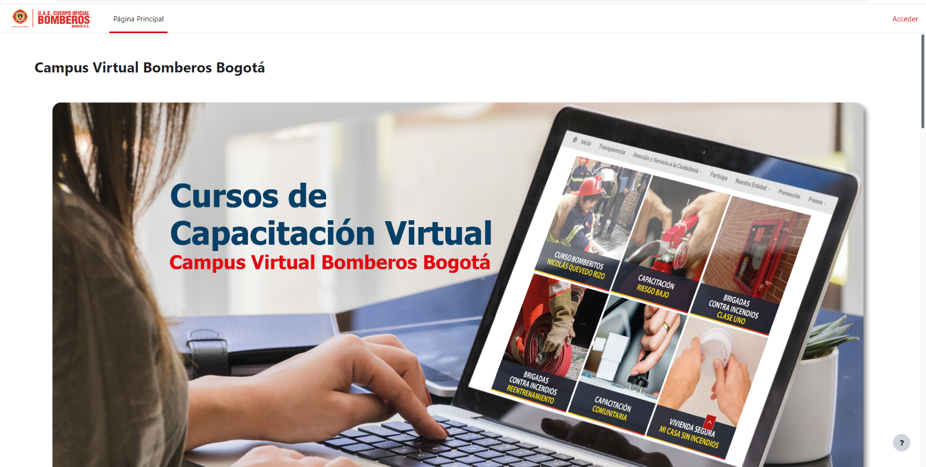 U.A.E. CUERPO OFICIAL
BOMBEROS
BOGOTÁ D.C.
Página Principal
Acceder
Campus Virtual Bomberos Bogotá
Cursos de
Capacitación Virtual
Campus Virtual Bomberos Bogotá
Inicio
Transparencia
Atención y Servicio a la Ciudadanía
Participa
Nuestra Entidad
Prevención
Prensa
CURSO BOMBERITOS
NICOLÁS QUEVEDO RIZO
CAPACITACIÓN
RIESGO BAJO
BRIGADAS
CONTRA INCENDIOS
CLASE UNO
BRIGADAS
CONTRA INCENDIOS
REENTRENAMIENTO
CAPACITACIÓN
COMUNITARIA
VIVIENDA SEGURA
MI CASA SIN INCENDIOS
?